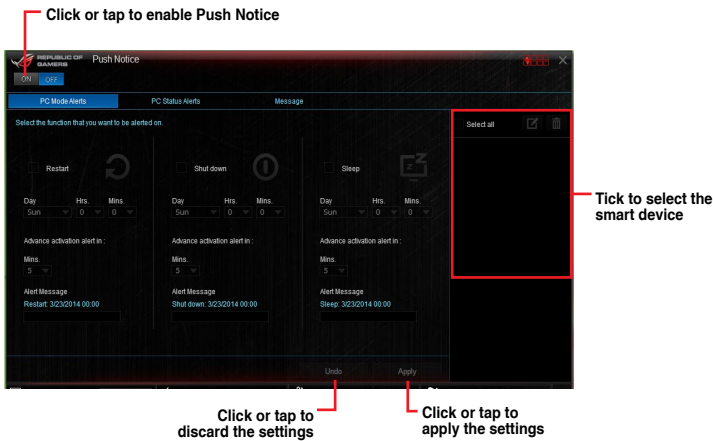 Click or tap to enable Push Notice
REPUBLIC OF
GAMERS
Push Notice
ON OFF
PC Mode Alerts PC Status Alerts Message
Select the function that you want to be alerted on.
Select all
Restart Shut down Sleep
Day Hrs. Mins. Day Hrs. Mins. Day Hrs. Mins.
Sun 0 0 Sun 0 0 Sun 0 0
Advance activation alert in : Advance activation alert in : Advance activation alert in :
Mins. Mins. Mins.
5 5 5
Alert Message Alert Message Alert Message
Restart: 3/23/2014 00:00 Shut down: 3/23/2014 00:00 Sleep: 3/23/2014 00:00
Undo Apply
Tick to select the
smart device
Click or tap to
discard the settings
Click or tap to
apply the settings